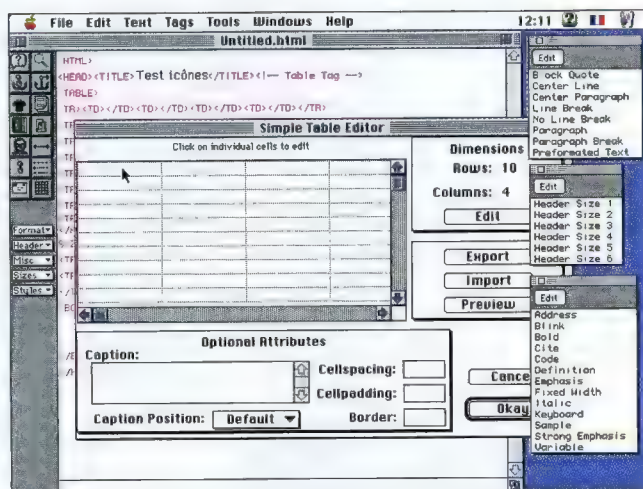 File Edit Text Tags Tools Windows Help 12:11
Untitled.html
HTML>
<HEAD><TITLE>Test icônes</TITLE><!-- Table Tag -->
TABLE>
TR><TD></TD><TD></TD><TD></TD><TD></TD></TR>
Simple Table Editor
Click on individual cells to edit
Dimensions
Rows: 10
Columns: 4
Edit
Export
Import
Preview
Optional Attributes
Caption:
Cellspacing:
Cellpadding:
Caption Position: Default
Border:
Cance
Okay
Format
Header
Misc
Sizes
Styles
Edit
Block Quote
Center Line
Center Paragraph
Line Break
No Line Break
Paragraph
Paragraph Break
Preformated Text
Edit
Header Size 1
Header Size 2
Header Size 3
Header Size 4
Header Size 5
Header Size 6
Edit
Address
Blink
Bold
Cite
Code
Definition
Emphasis
Fixed Width
Italic
Keyboard
Sample
Strong Emphasis
Variable